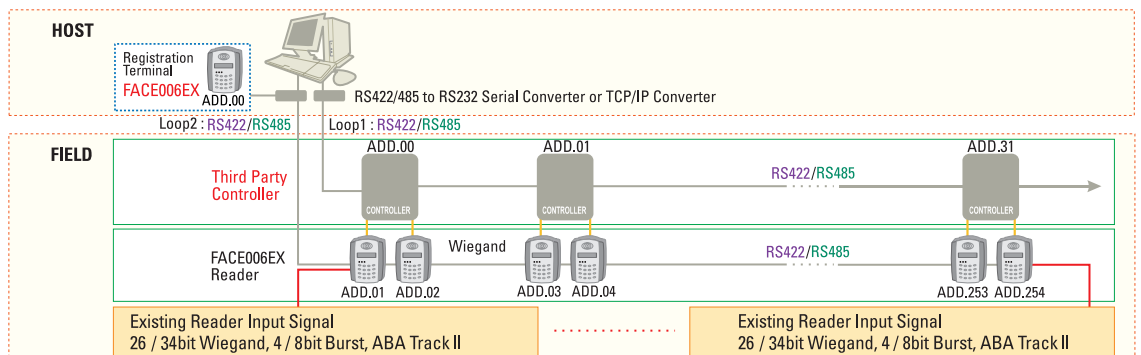 HOST
Registration
Terminal
FACE006EX
ADD.00
RS422/485 to RS232 Serial Converter or TCP/IP Converter
Loop2 : RS422/RS485
Loop1 : RS422/RS485
FIELD
ADD.00
ADD.01
ADD.31
Third Party
Controller
RS422/RS485
CONTROLLER
CONTROLLER
CONTROLLER
FACE006EX
Reader
Wiegand
RS422/RS485
ADD.01
ADD.02
ADD.03
ADD.04
ADD.253
ADD.254
Existing Reader Input Signal
26 / 34bit Wiegand, 4 / 8bit Burst, ABA Track II
Existing Reader Input Signal
26 / 34bit Wiegand, 4 / 8bit Burst, ABA Track II